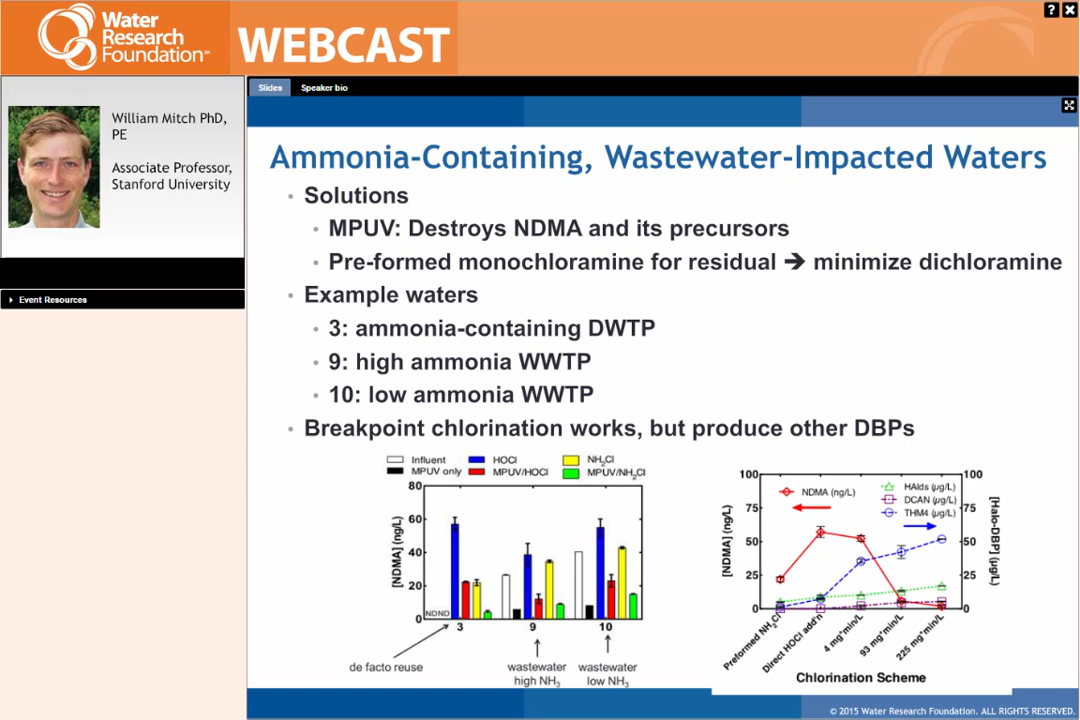 Water
Research
Foundation™
WEBCAST
William Mitch PhD,
PE
Associate Professor,
Stanford University
Event Resources
Slides
Speaker bio
Ammonia-Containing, Wastewater-Impacted Waters
• Solutions
• MPUV: Destroys NDMA and its precursors
• Pre-formed monochloramine for residual ➔ minimize dichloramine
• Example waters
• 3: ammonia-containing DWTP
• 9: high ammonia WWTP
• 10: low ammonia WWTP
• Breakpoint chlorination works, but produce other DBPs
Influent
HOCl
NH₂Cl
MPUV only
MPUV/HOCl
MPUV/NH₂Cl
[NDMA] (ng/L)
80
60
40
20
0
NDND
3
9
10
de facto reuse
wastewater
high NH₃
wastewater
low NH₃
NDMA (ng/L)
HAlds (µg/L)
DCAN (µg/L)
THM4 (µg/L)
[NDMA] (ng/L)
100
75
50
25
0
100
75
50
25
0
[Halo-DBP] (µg/L)
Preformed NH₂Cl
Direct HOCl add'n
4 mg*min/L
93 mg*min/L
225 mg*min/L
Chlorination Scheme
© 2015 Water Research Foundation. ALL RIGHTS RESERVED.